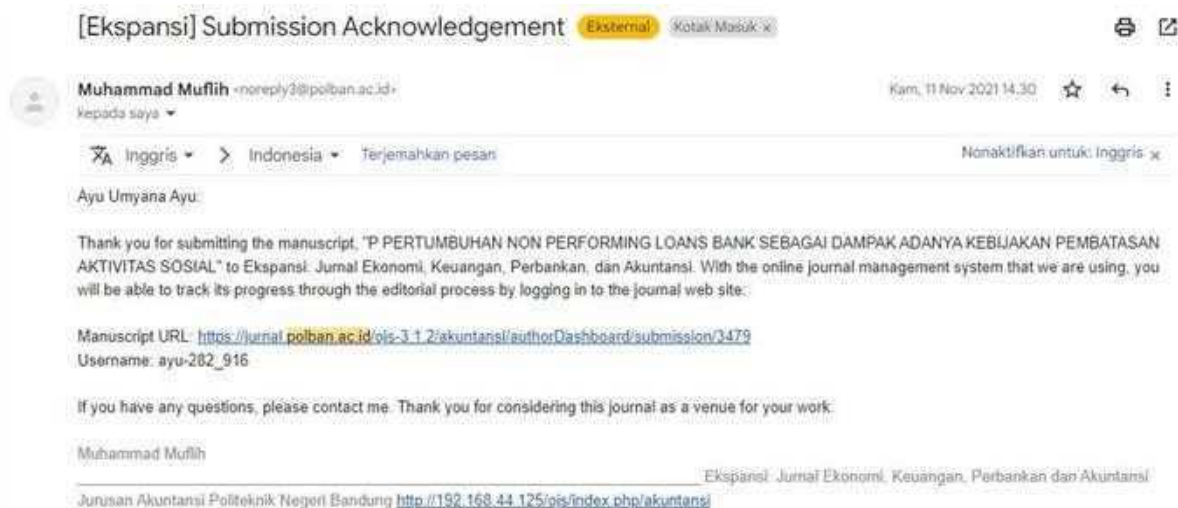 [Ekspansi] Submission Acknowledgement Eksternal Kotak Masuk x
Muhammad Muflih <noreply3@polban.ac.id> Kam, 11 Nov 2021 14.30
kepada saya
Inggris > Indonesia Terjemahkan pesan Nonaktifkan untuk: Inggris x
Ayu Umyana Ayu:
Thank you for submitting the manuscript, "P PERTUMBUHAN NON PERFORMING LOANS BANK SEBAGAI DAMPAK ADANYA KEBIJAKAN PEMBATASAN
AKTIVITAS SOSIAL" to Ekspansi: Jurnal Ekonomi, Keuangan, Perbankan, dan Akuntansi. With the online journal management system that we are using, you
will be able to track its progress through the editorial process by logging in to the journal web site:
Manuscript URL: https://jurnal.polban.ac.id/ojs-3.1.2/akuntansi/authorDashboard/submission/3479
Username: ayu-282_916
If you have any questions, please contact me. Thank you for considering this journal as a venue for your work.
Muhammad Muflih
Ekspansi: Jurnal Ekonomi, Keuangan, Perbankan dan Akuntansi
Jurusan Akuntansi Politeknik Negeri Bandung http://192.168.44.125/ojs/index.php/akuntansi